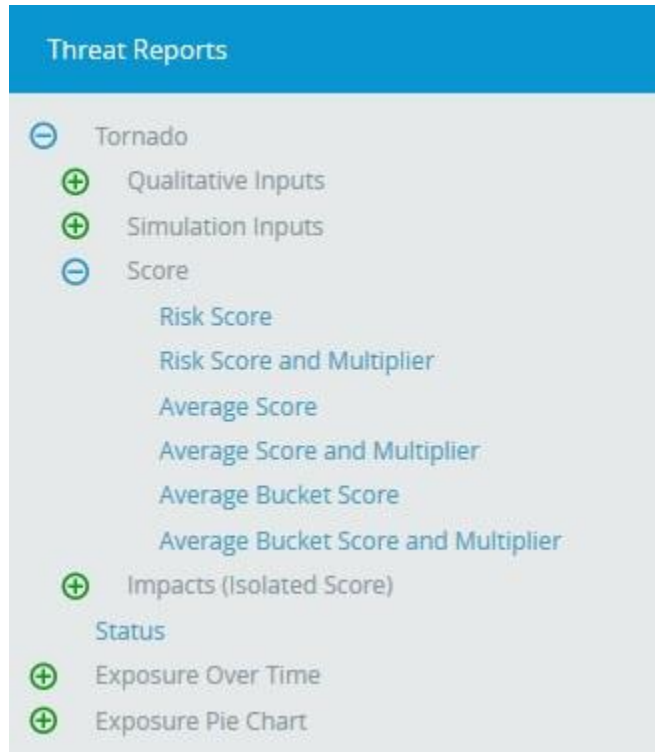 Threat Reports
Tornado
Qualitative Inputs
Simulation Inputs
Score
Risk Score
Risk Score and Multiplier
Average Score
Average Score and Multiplier
Average Bucket Score
Average Bucket Score and Multiplier
Impacts (Isolated Score)
Status
Exposure Over Time
Exposure Pie Chart